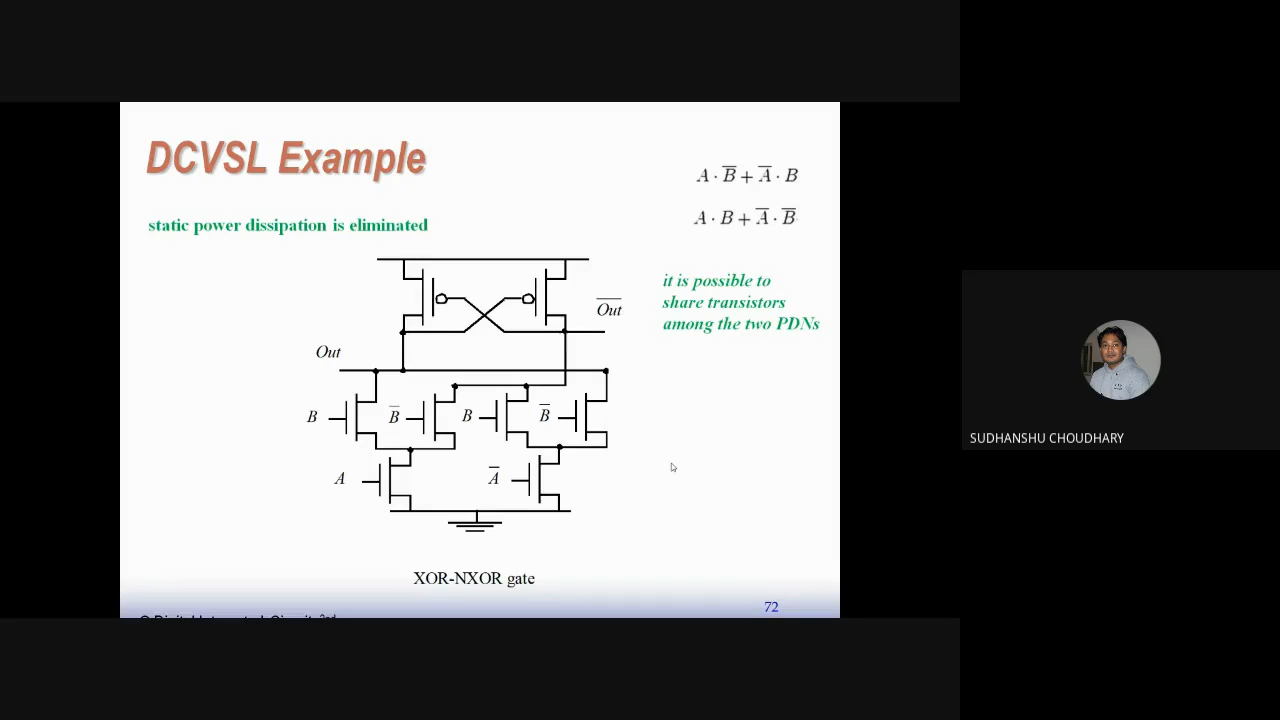 DCVSL Example
A · B̅ + A̅ · B
A · B + A̅ · B̅
static power dissipation is eliminated
it is possible to
share transistors
among the two PDNs
O̅u̅t̅
Out
B B̅ B B̅
A A̅
SUDHANSHU CHOUDHARY
XOR-NXOR gate
72